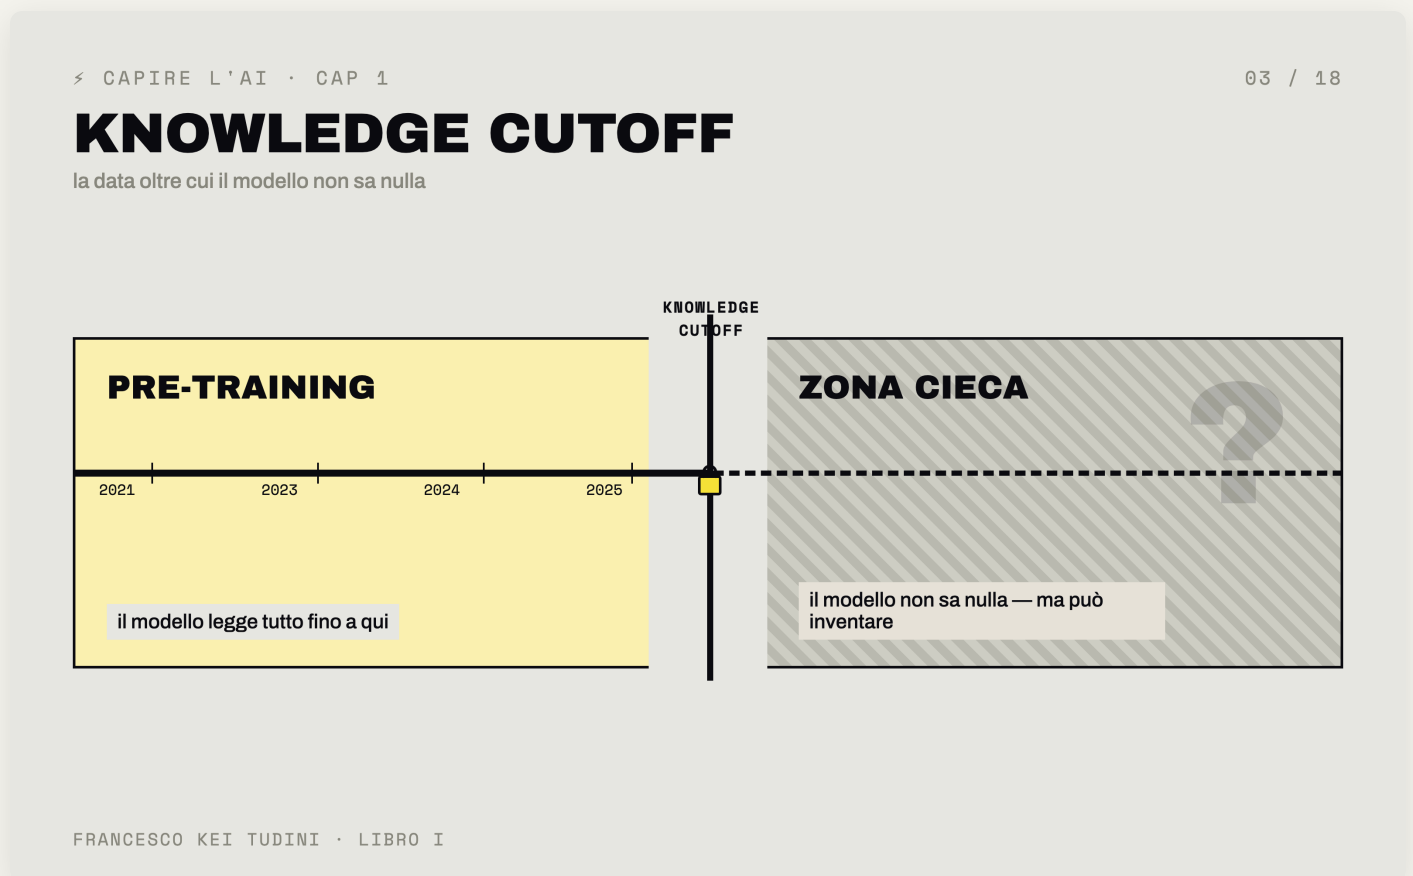 ⚡ CAPIRE L'AI · CAP 1
03 / 18
KNOWLEDGE CUTOFF
la data oltre cui il modello non sa nulla
KNOWLEDGE
CUTOFF
PRE-TRAINING
ZONA CIECA
?
2021 2023 2024 2025
il modello legge tutto fino a qui
il modello non sa nulla — ma può
inventare
FRANCESCO KEI TUDINI · LIBRO I